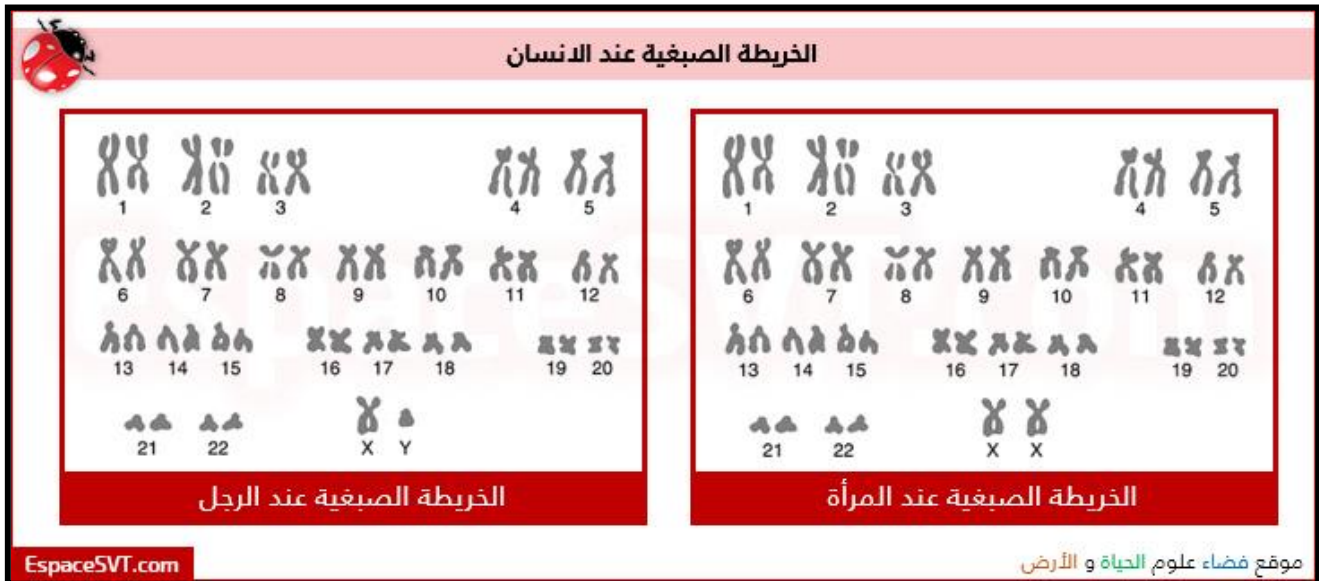 الخريطة الصبغية عند الانسان
1 2 3 4 5
6 7 8 9 10 11 12
13 14 15 16 17 18 19 20
21 22 X X
الخريطة الصبغية عند المرأة
1 2 3 4 5
6 7 8 9 10 11 12
13 14 15 16 17 18 19 20
21 22 X Y
الخريطة الصبغية عند الرجل
موقع فضاء علوم الحياة و الأرض
EspaceSVT.com
espaceSVT.com